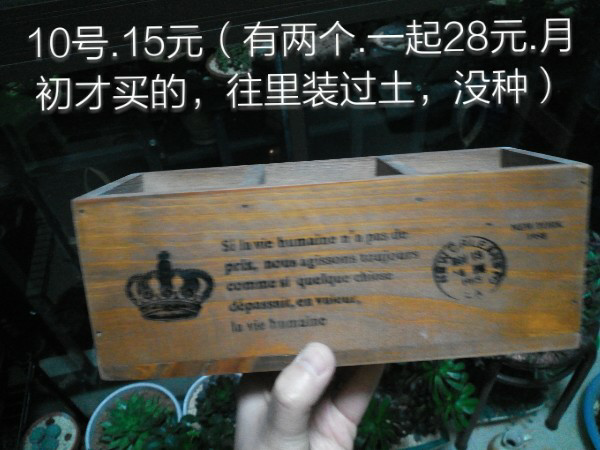 10号.15元（有两个.一起28元.月
初才买的，往里装过土，没种）
Si la vie humaine n'a pas de
prix, nous agissons toujours
comme si quelque chose
dépassait, en valeur,
la vie humaine
NEW YORK